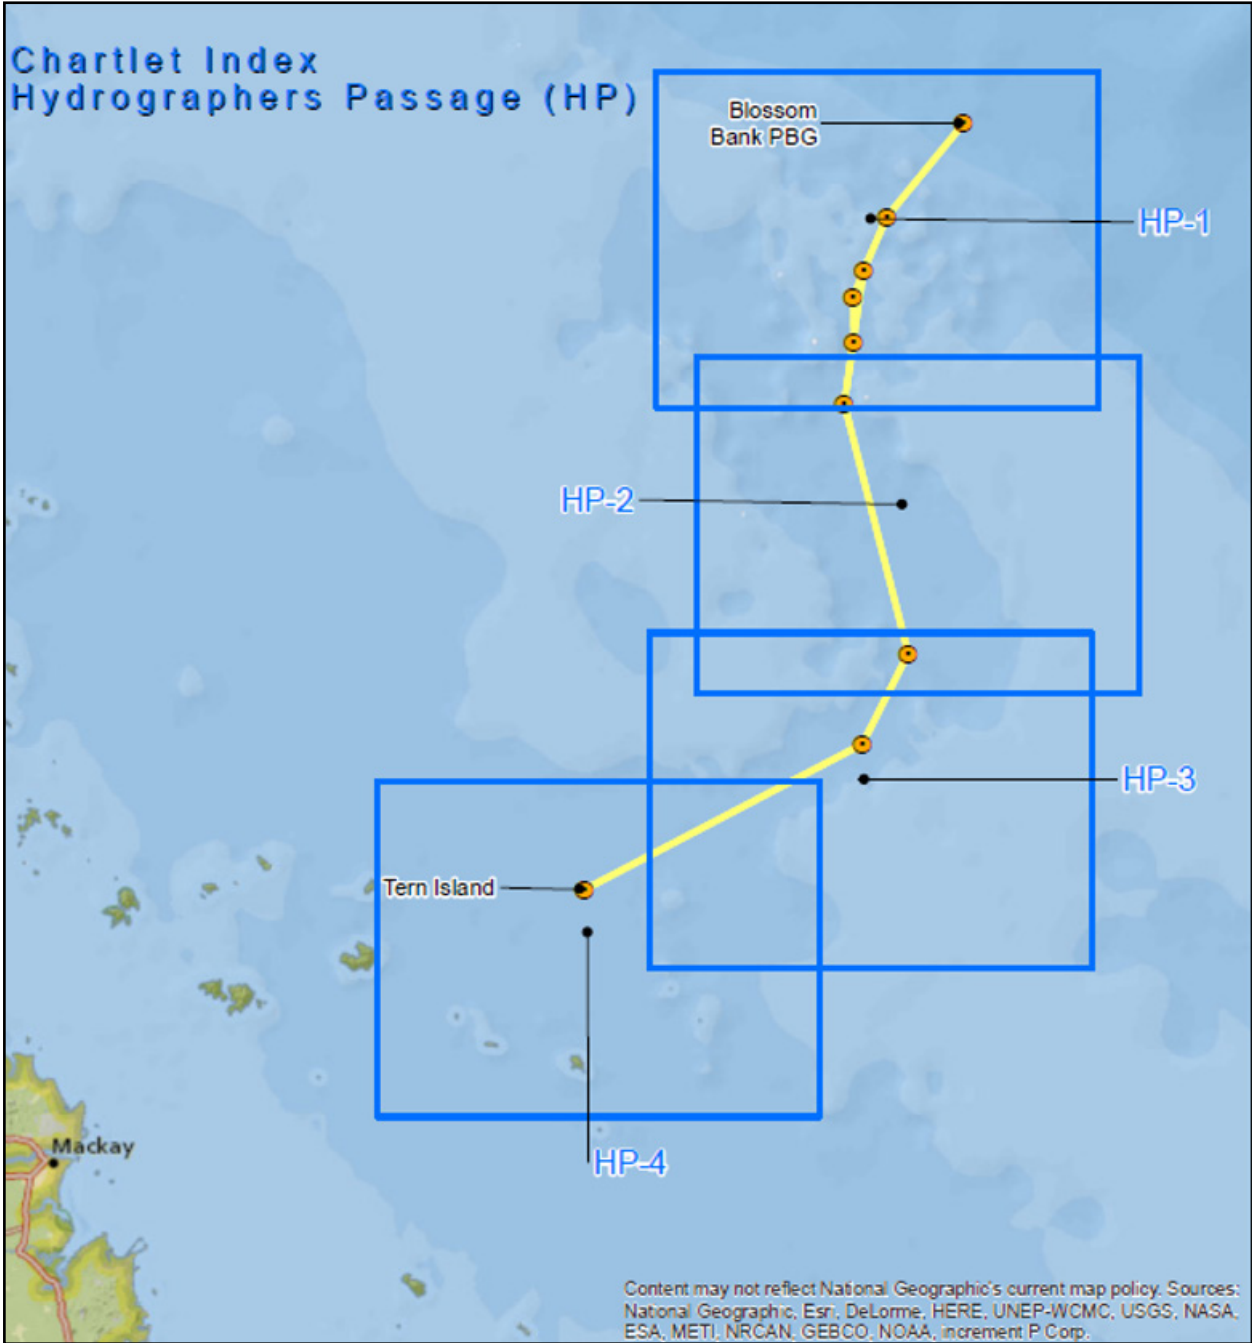 Chartlet Index
Hydrographers Passage (HP)
Blossom
Bank PBG
HP-1
HP-2
HP-3
Tern Island
Mackay
HP-4
Content may not reflect National Geographic's current map policy. Sources:
National Geographic, Esri, DeLorme, HERE, UNEP-WCMC, USGS, NASA,
ESA, METI, NRCAN, GEBCO, NOAA, increment P Corp.